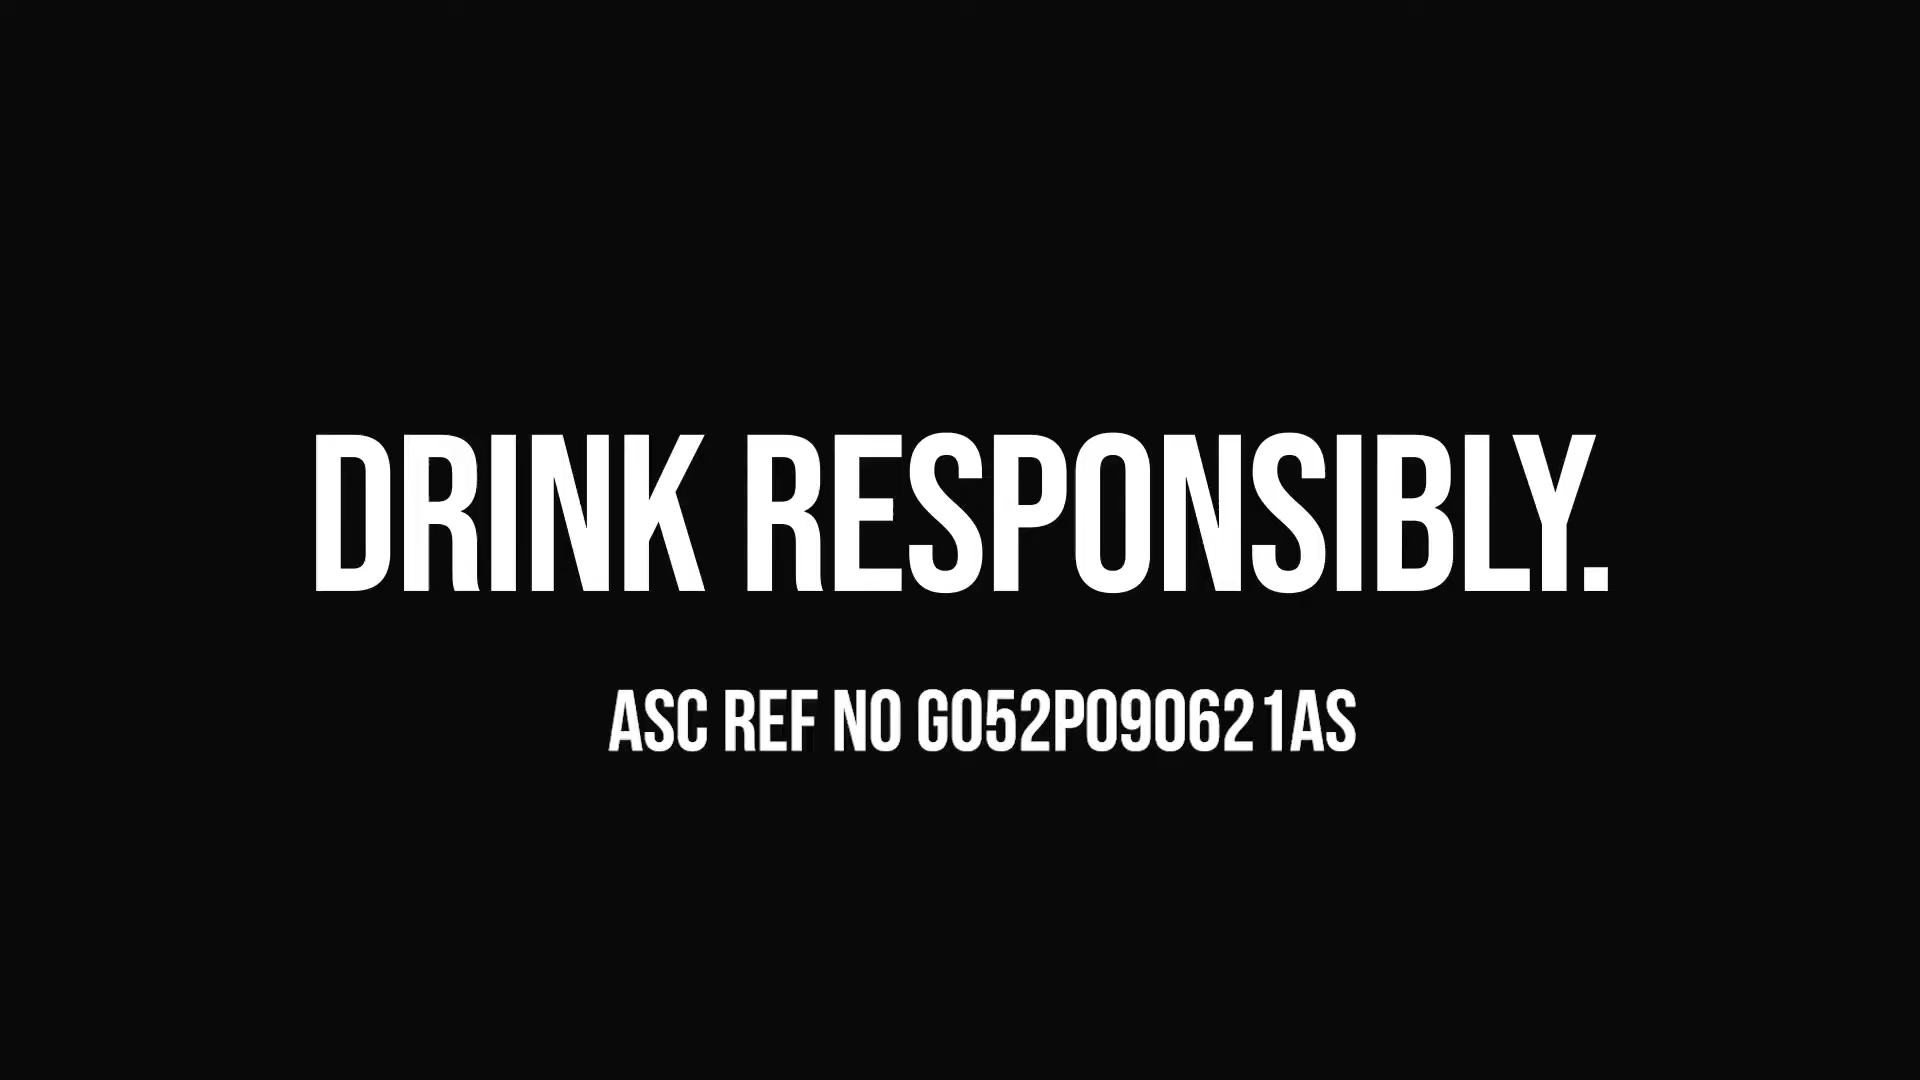 DRINK RESPONSIBLY.
ASC REF NO G052P090621AS